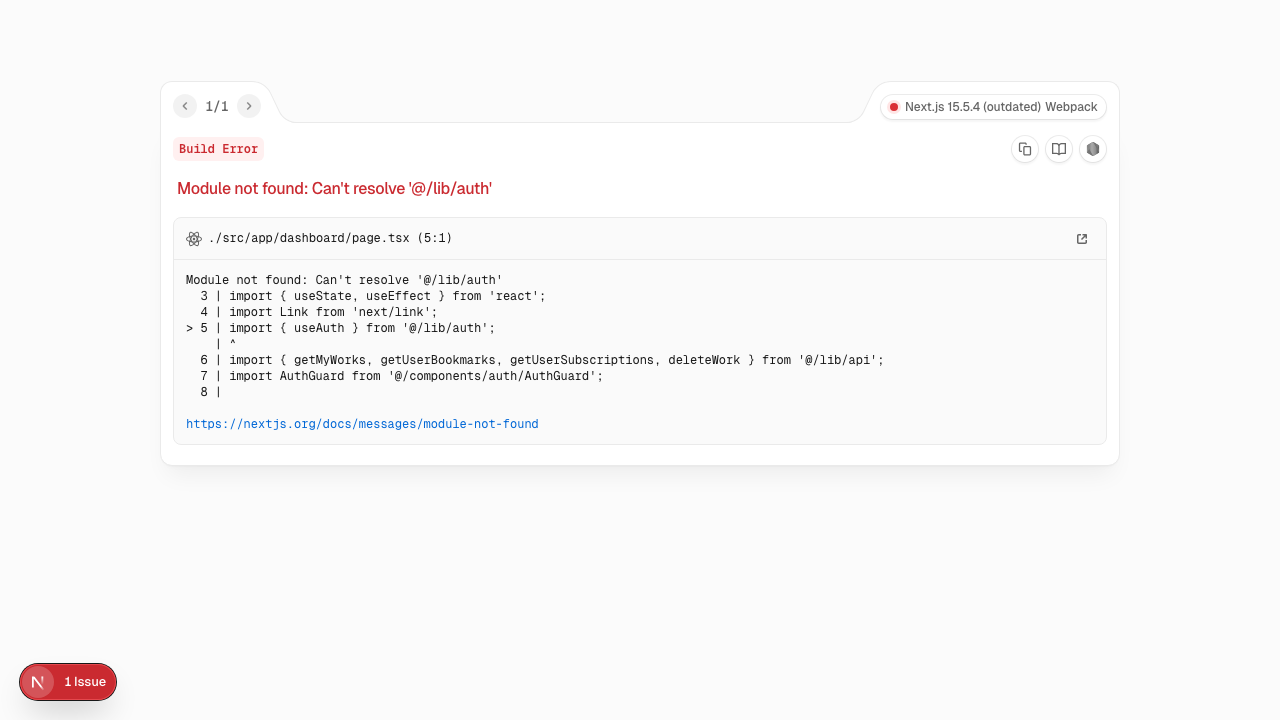 1/1
Next.js 15.5.4 (outdated) Webpack
Build Error
Module not found: Can't resolve '@/lib/auth'
./src/app/dashboard/page.tsx (5:1)
Module not found: Can't resolve '@/lib/auth'
  3 | import { useState, useEffect } from 'react';
  4 | import Link from 'next/link';
> 5 | import { useAuth } from '@/lib/auth';
    | ^
  6 | import { getMyWorks, getUserBookmarks, getUserSubscriptions, deleteWork } from '@/lib/api';
  7 | import AuthGuard from '@/components/auth/AuthGuard';
  8 |
https://nextjs.org/docs/messages/module-not-found
N
1 Issue